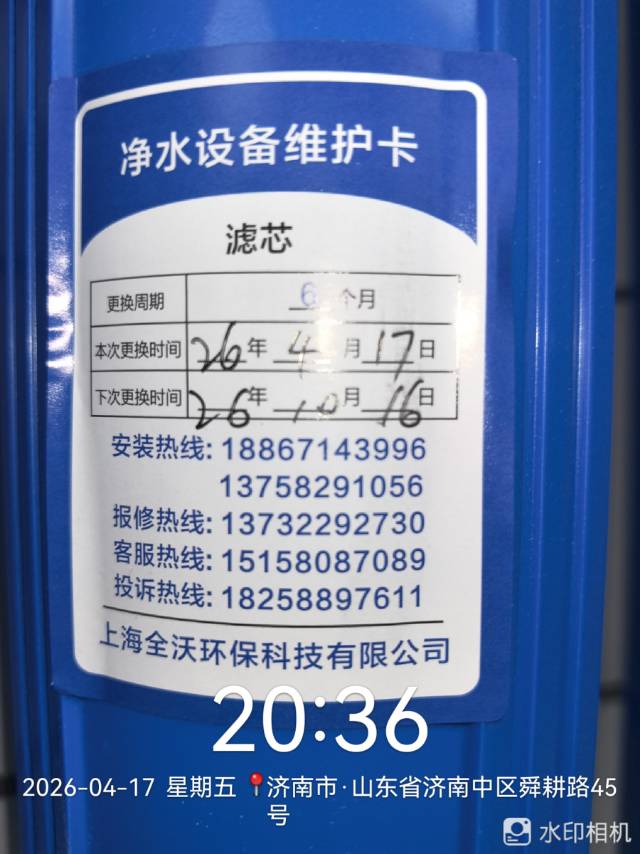 净水设备维护卡
滤芯
更换周期 6 个月
本次更换时间 26 年 4 月 17 日
下次更换时间 26 年 10 月 16 日
安装热线: 18867143996
13758291056
报修热线: 13732292730
客服热线: 15158087089
投诉热线: 18258897611
上海全沃环保科技有限公司
20:36
2026-04-17 星期五 📍济南市·山东省济南中区舜耕路45
号
水印相机